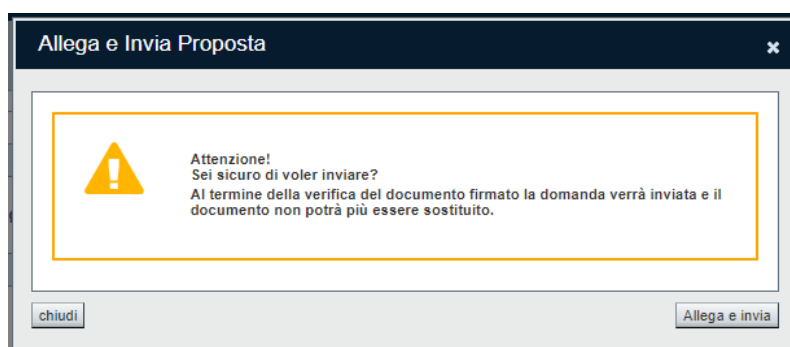 Allega e Invia Proposta
Attenzione!
Sei sicuro di voler inviare?
Al termine della verifica del documento firmato la domanda verrà inviata e il
documento non potrà più essere sostituito.
chiudi
Allega e invia